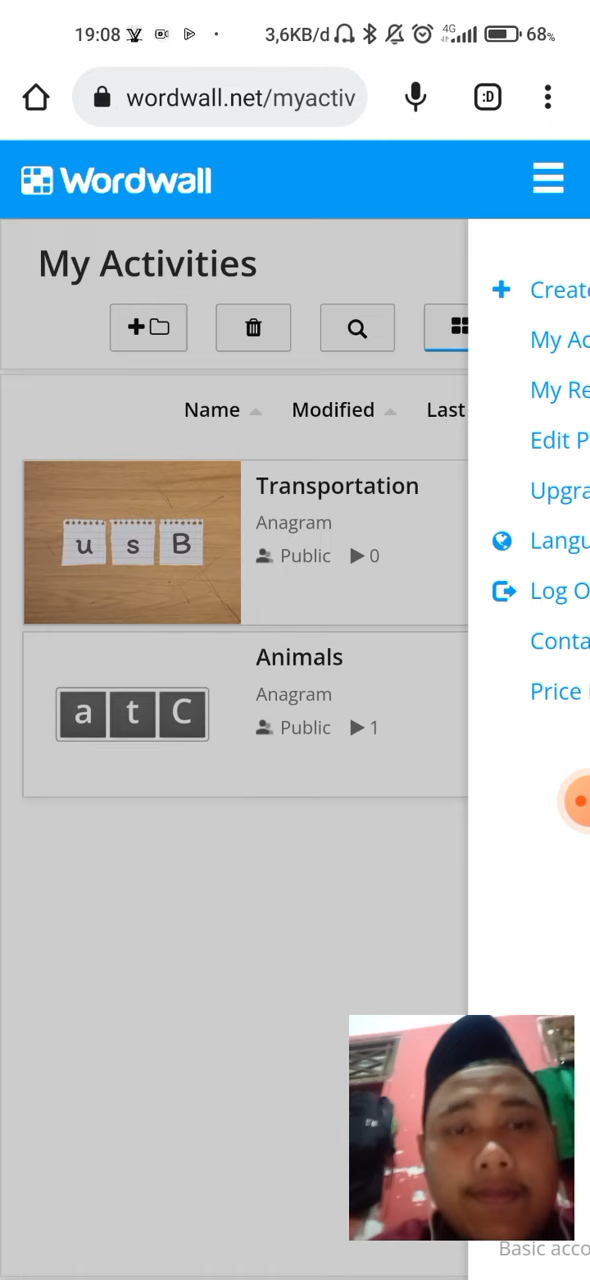 19:08 3,6KB/d 4G 68%
wordwall.net/myactiv :D
Wordwall
My Activities
Create
My Ac
My Re
Edit P
Upgra
Langu
Log O
Conta
Price
Name Modified Last
u s B
Transportation
Anagram
Public 0
a t C
Animals
Anagram
Public 1
Basic acco